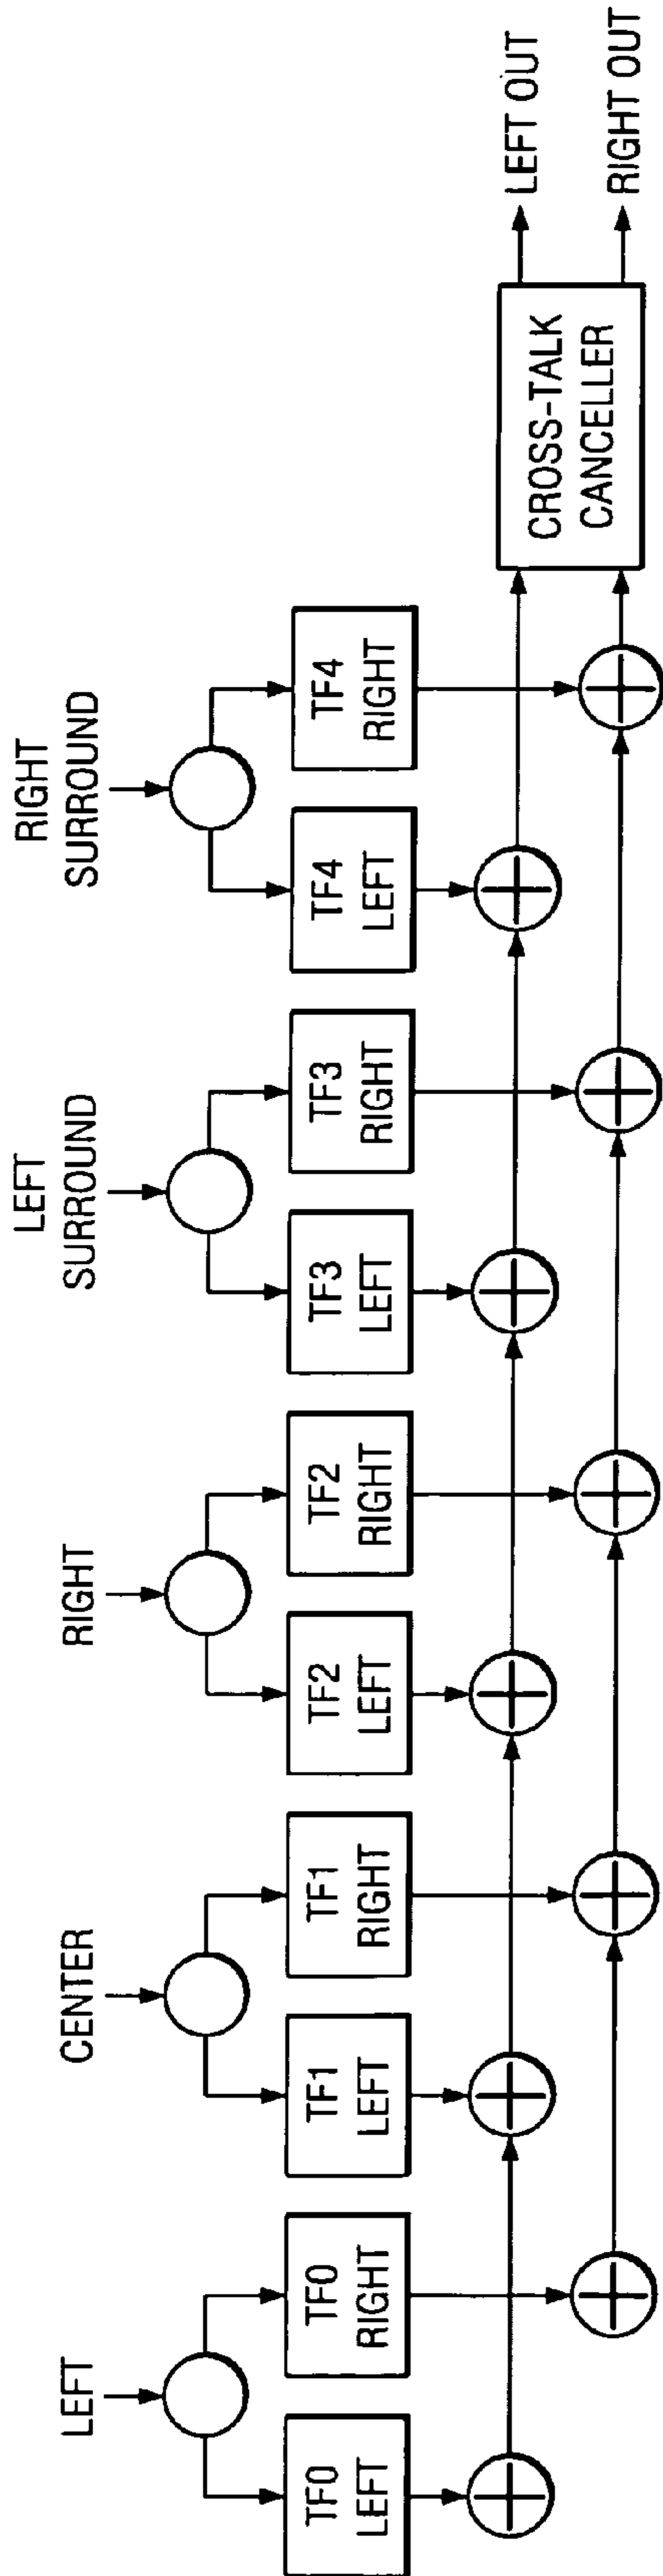 LEFT
CENTER
RIGHT
LEFT
SURROUND
RIGHT
SURROUND
TF0
LEFT
TF0
RIGHT
TF1
LEFT
TF1
RIGHT
TF2
LEFT
TF2
RIGHT
TF3
LEFT
TF3
RIGHT
TF4
LEFT
TF4
RIGHT
CROSS-TALK
CANCELLER
LEFT OUT
RIGHT OUT